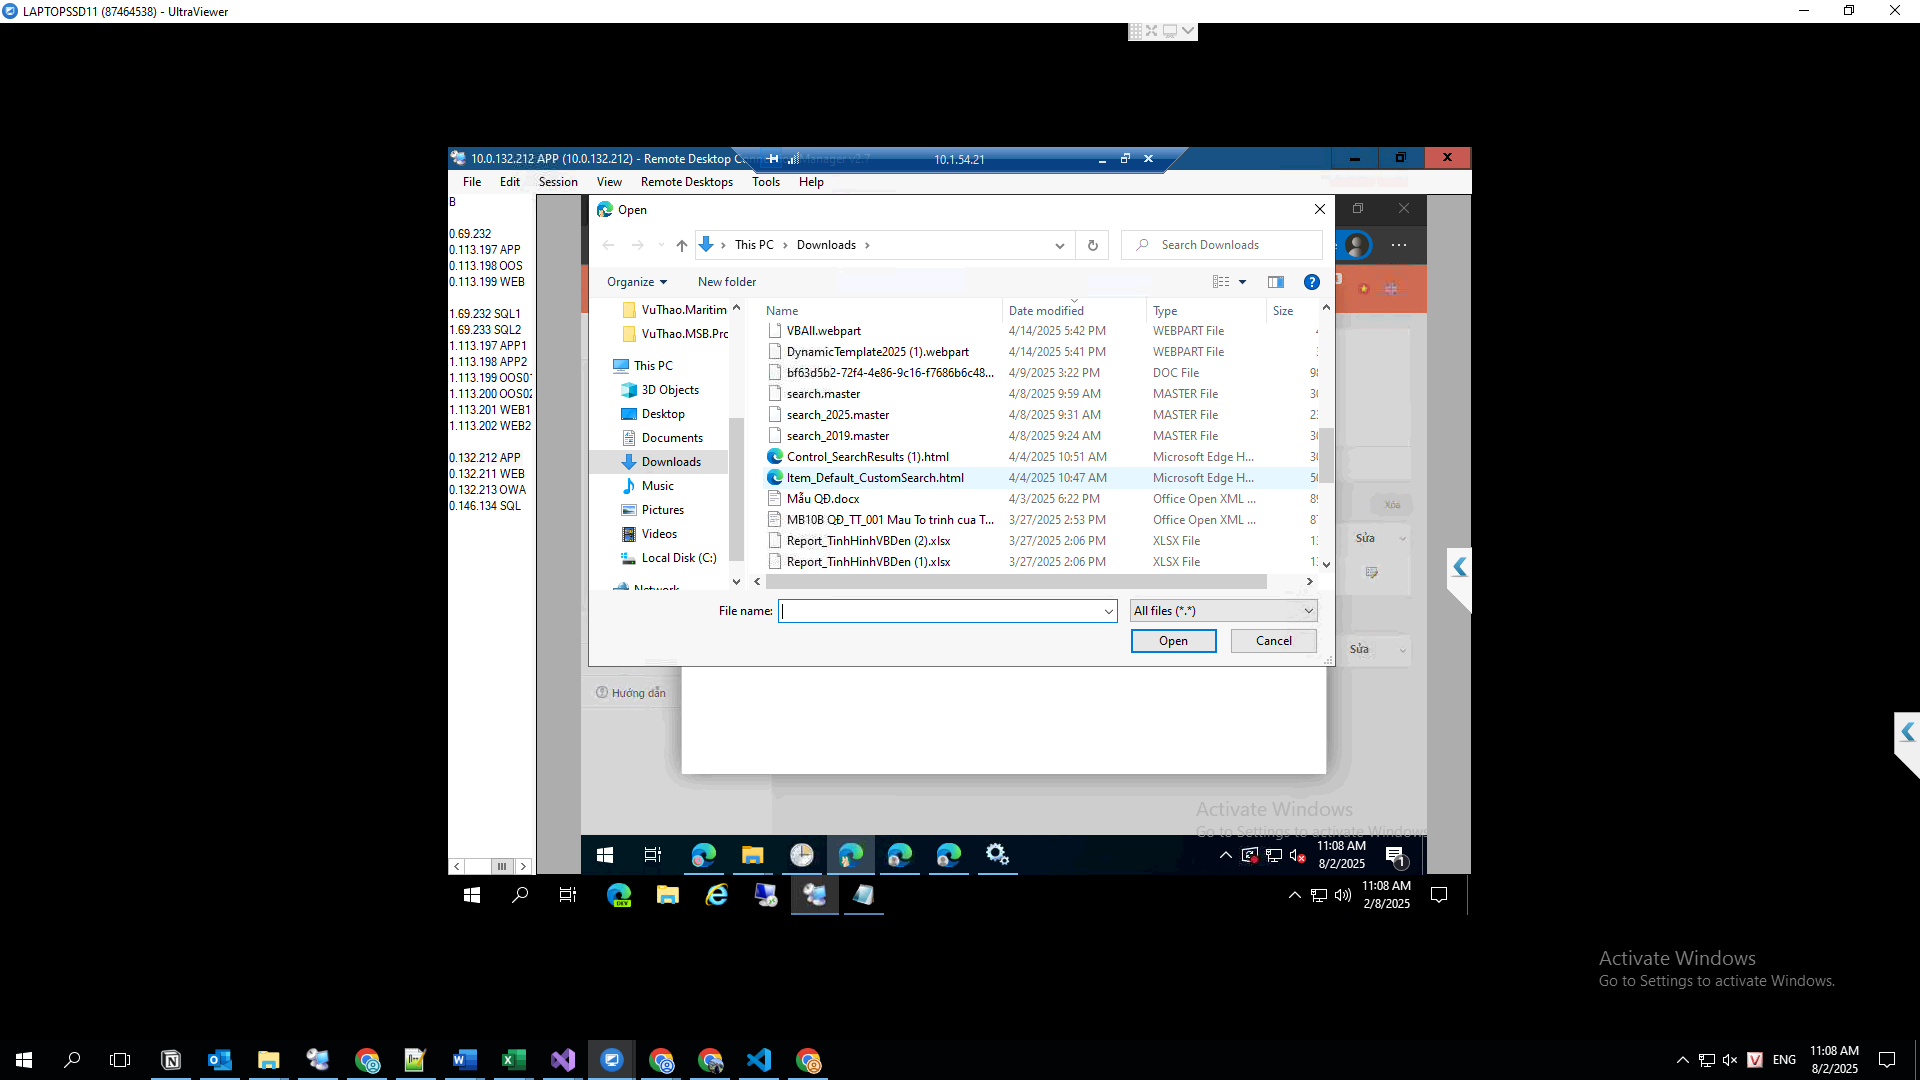 LAPTOPSSD11 (87464538) - UltraViewer
10.0.132.212 APP (10.0.132.212) - Remote Desktop
10.1.54.21
File Edit Session View Remote Desktops Tools Help
B
0.69.232
0.113.197 APP
0.113.198 OOS
0.113.199 WEB
1.69.232 SQL1
1.69.233 SQL2
1.113.197 APP1
1.113.198 APP2
1.113.199 OOS01
1.113.200 OOS02
1.113.201 WEB1
1.113.202 WEB2
0.132.212 APP
0.132.211 WEB
0.132.213 OWA
0.146.134 SQL
Open
This PC > Downloads >
Search Downloads
Organize New folder
VuThao.Maritim
VuThao.MSB.Prc
This PC
3D Objects
Desktop
Documents
Downloads
Music
Pictures
Videos
Local Disk (C:)
Network
Name Date modified Type Size
VBAll.webpart 4/14/2025 5:42 PM WEBPART File
DynamicTemplate2025 (1).webpart 4/14/2025 5:41 PM WEBPART File
bf63d5b2-72f4-4e86-9c16-f7686b6c48... 4/9/2025 3:22 PM DOC File 98
search.master 4/8/2025 9:59 AM MASTER File 30
search_2025.master 4/8/2025 9:31 AM MASTER File 23
search_2019.master 4/8/2025 9:24 AM MASTER File 30
Control_SearchResults (1).html 4/4/2025 10:51 AM Microsoft Edge H... 30
Item_Default_CustomSearch.html 4/4/2025 10:47 AM Microsoft Edge H... 50
Mẫu QĐ.docx 4/3/2025 6:22 PM Office Open XML ... 89
MB10B QĐ_TT_001 Mau To trinh cua T... 3/27/2025 2:53 PM Office Open XML ... 87
Report_TinhHinhVBDen (2).xlsx 3/27/2025 2:06 PM XLSX File 13
Report_TinhHinhVBDen (1).xlsx 3/27/2025 2:06 PM XLSX File 13
File name: All files (*.*)
Open Cancel
Xóa
Sửa
Sửa
Hướng dẫn
Activate Windows
Go to Settings to activate Windows
11:08 AM
8/2/2025
1
DEV
11:08 AM
2/8/2025
Activate Windows
Go to Settings to activate Windows.
ENG
11:08 AM
8/2/2025